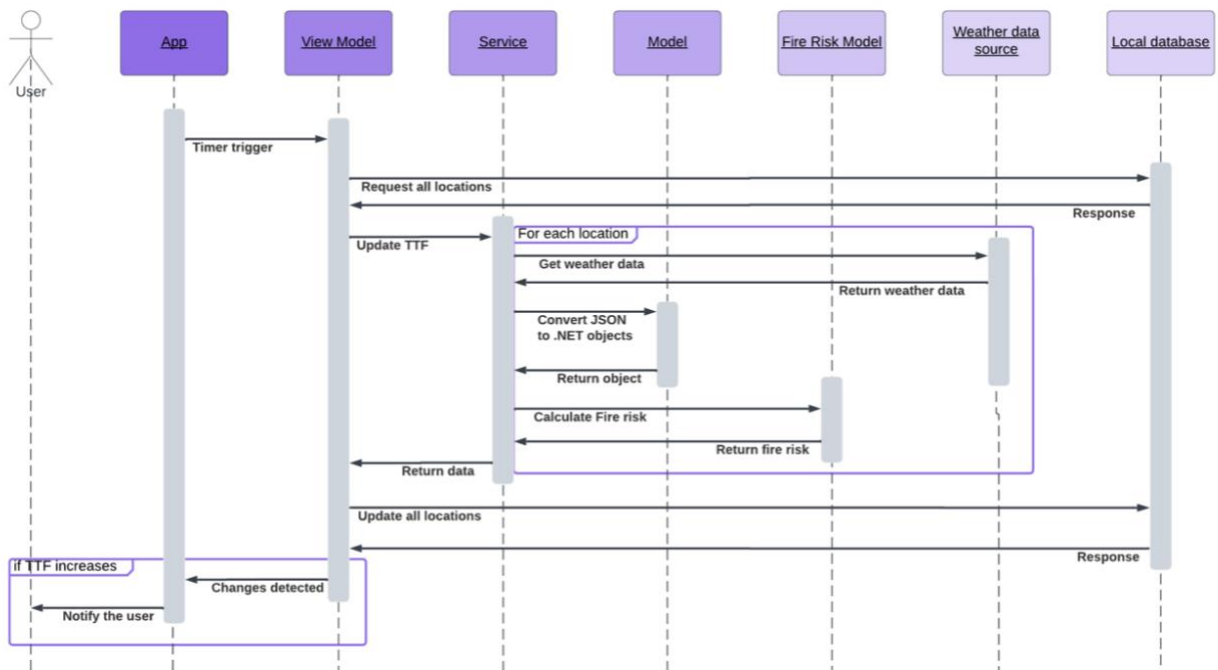 User
App
View Model
Service
Model
Fire Risk Model
Weather data
source
Local database
Timer trigger
Request all locations
Response
Update TTF
For each location
Get weather data
Return weather data
Convert JSON
to .NET objects
Return object
Calculate Fire risk
Return fire risk
Return data
Update all locations
Response
if TTF increases
Changes detected
Notify the user